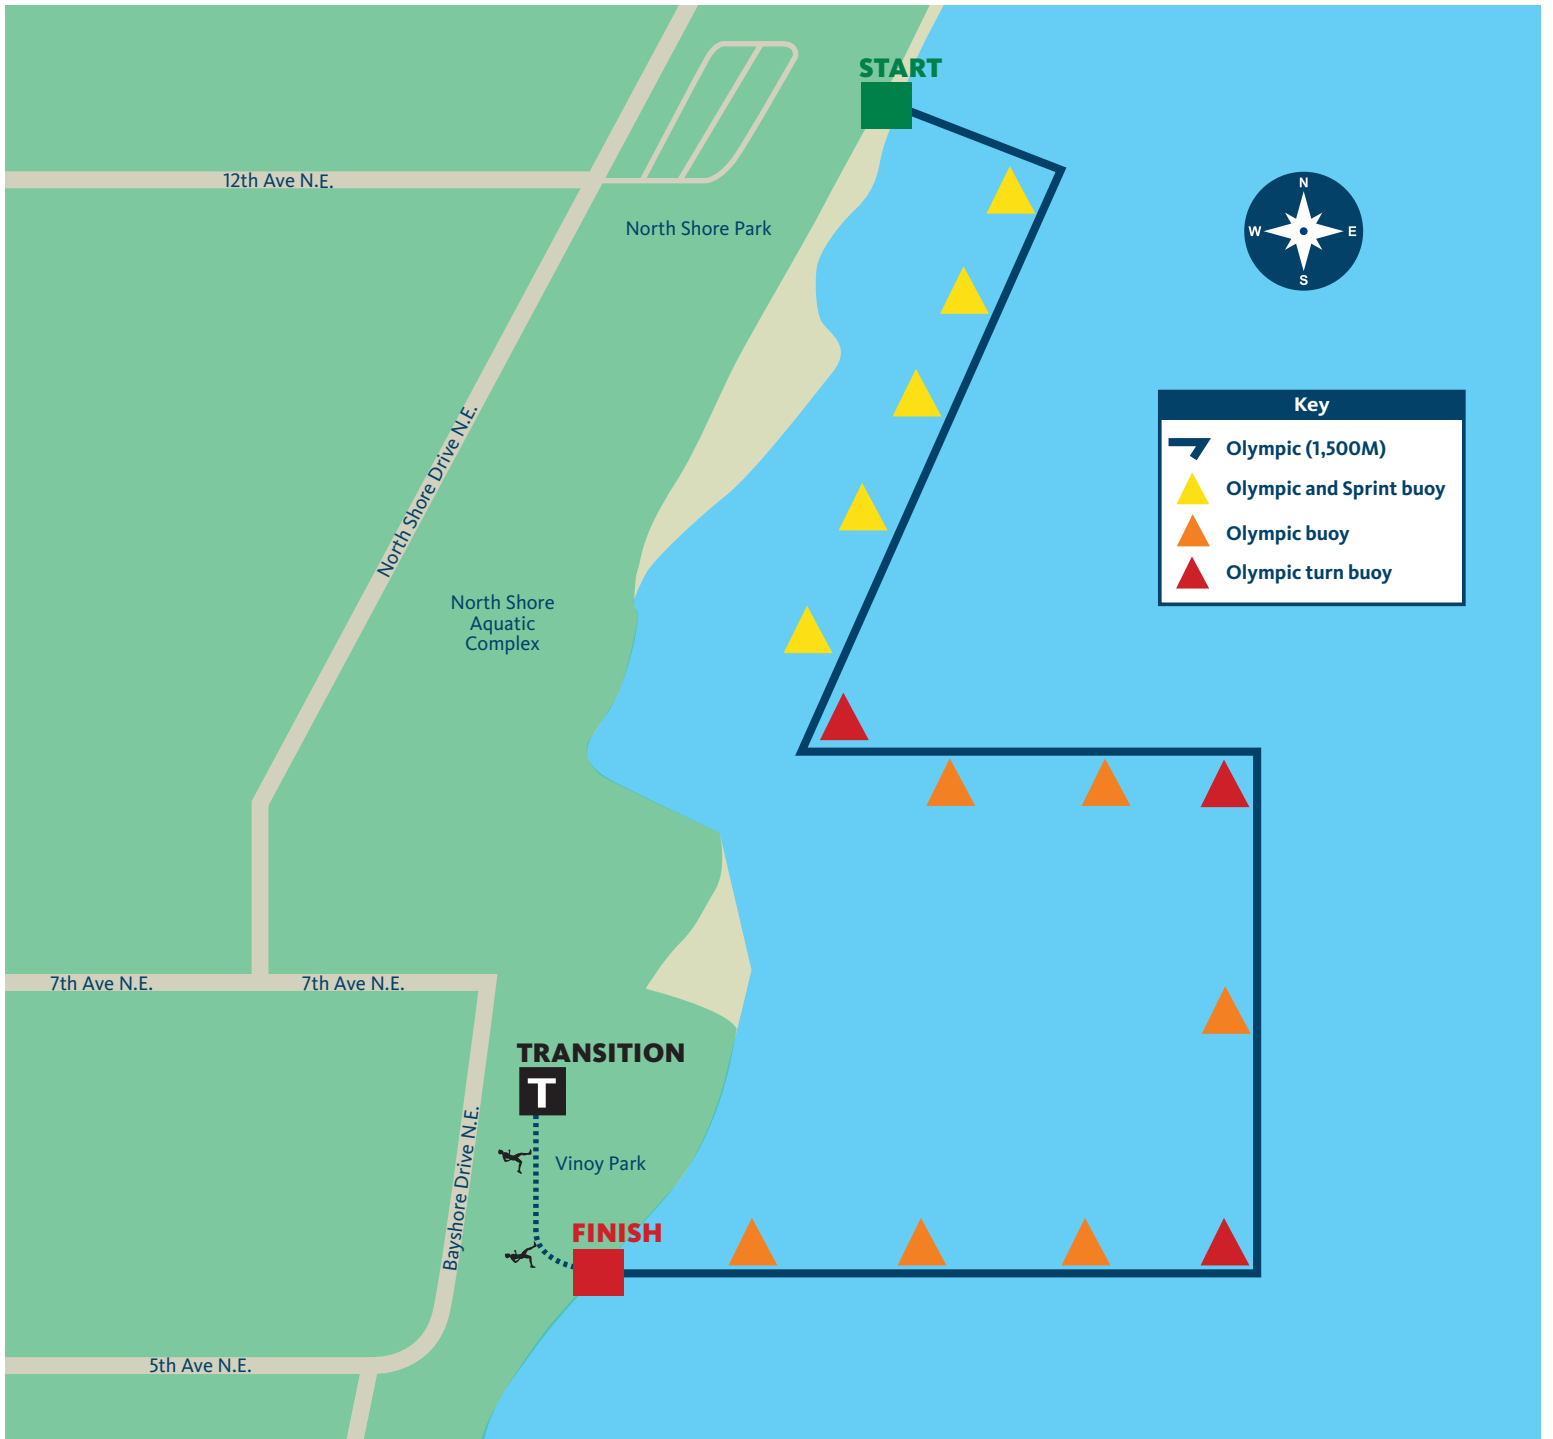 START
12th Ave N.E.
N
W
E
S
North Shore Park
Key
Olympic (1,500M)
Olympic and Sprint buoy
Olympic buoy
Olympic turn buoy
North Shore Drive N.E.
North Shore
Aquatic
Complex
7th Ave N.E.
7th Ave N.E.
TRANSITION
T
Bayshore Drive N.E.
Vinoy Park
FINISH
5th Ave N.E.